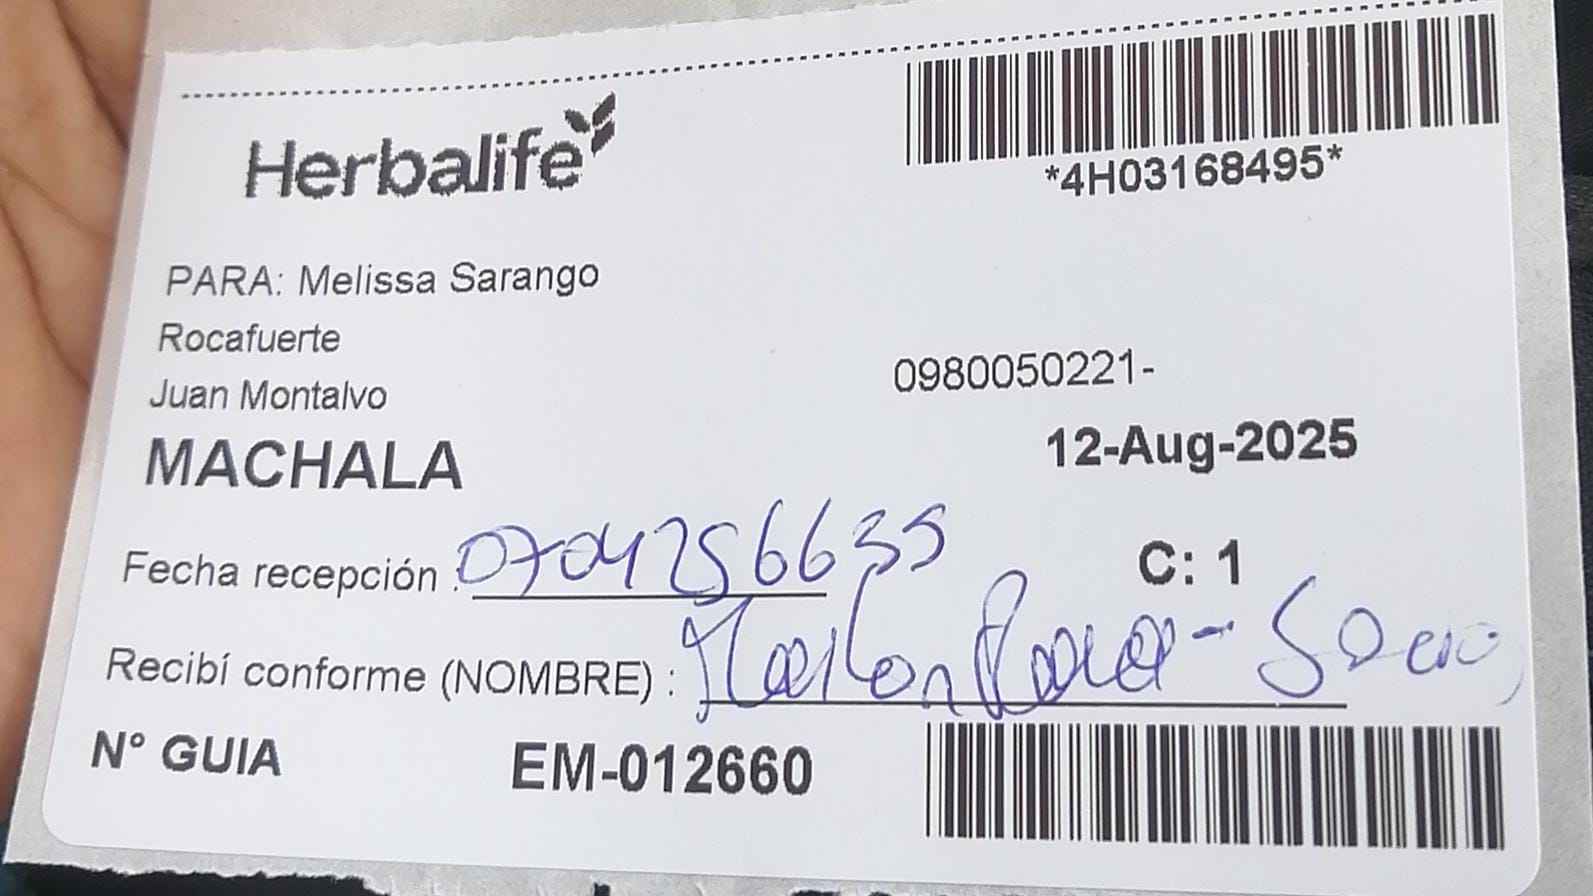 Herbalife
*4H03168495*
PARA: Melissa Sarango
Rocafuerte
Juan Montalvo
0980050221-
MACHALA
12-Aug-2025
Fecha recepción : 0704256635
C: 1
Recibí conforme (NOMBRE) :
N° GUIA EM-012660